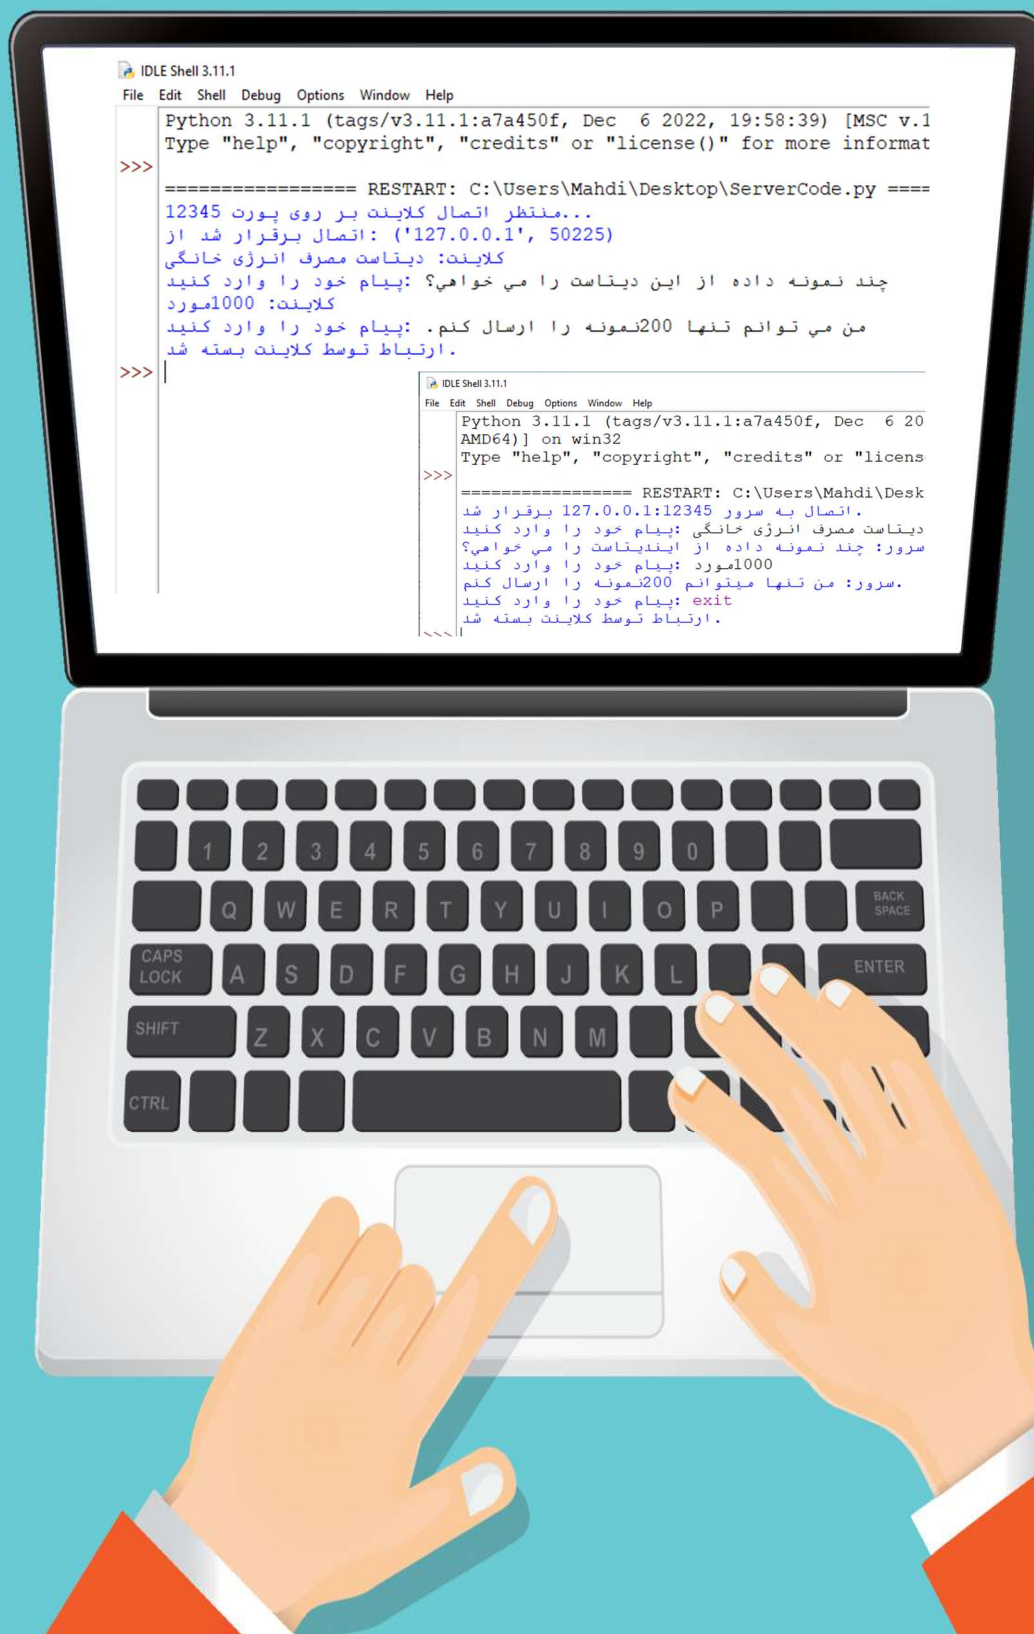 IDLE Shell 3.11.1
File Edit Shell Debug Options Window Help
Python 3.11.1 (tags/v3.11.1:a7a450f, Dec 6 2022, 19:58:39) [MSC v.1
Type "help", "copyright", "credits" or "license()" for more informat
>>>
================= RESTART: C:\Users\Mahdi\Desktop\ServerCode.py ====
منتظر اتصال کلاینت بر روی پورت 12345...
اتصال برقرار شد از: ('127.0.0.1', 50225)
کلاینت: دیتاست مصرف انرژی خانگی
پیام خود را وارد کنید: چند نمونه داده از این دیتاست را مي خواهي؟
کلاینت: 1000مورد
پیام خود را وارد کنید: من مي توانم تنها 200نمونه را ارسال کنم.
ارتباط توسط کلاینت بسته شد.
>>>
IDLE Shell 3.11.1
File Edit Shell Debug Options Window Help
Python 3.11.1 (tags/v3.11.1:a7a450f, Dec 6 20
AMD64)] on win32
Type "help", "copyright", "credits" or "licens
>>>
================= RESTART: C:\Users\Mahdi\Desk
اتصال به سرور 127.0.0.1:12345 برقرار شد.
پیام خود را وارد کنید: دیتاست مصرف انرژی خانگی
سرور: چند نمونه داده از ایندیتاست را مي خواهي؟
پیام خود را وارد کنید: 1000مورد
سرور: من تنها میتوانم 200نمونه را ارسال کنم.
پیام خود را وارد کنید: exit
ارتباط توسط کلاینت بسته شد.
>>>
1 2 3 4 5 6 7 8 9 0
Q W E R T Y U I O P BACK SPACE
CAPS LOCK A S D F G H J K L ENTER
SHIFT Z X C V B N M
CTRL